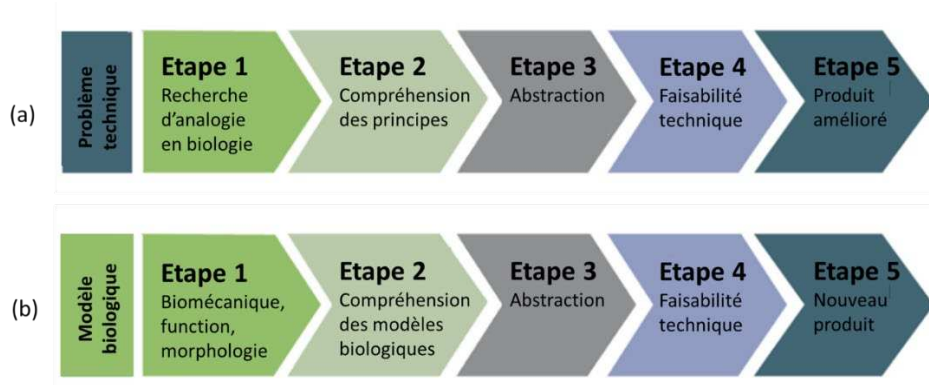 (a)
Problème
technique
Etape 1
Recherche
d'analogie
en biologie
Etape 2
Compréhension
des principes
Etape 3
Abstraction
Etape 4
Faisabilité
technique
Etape 5
Produit
amélioré
(b)
Modèle
biologique
Etape 1
Biomécanique,
function,
morphologie
Etape 2
Compréhension
des modèles
biologiques
Etape 3
Abstraction
Etape 4
Faisabilité
technique
Etape 5
Nouveau
produit